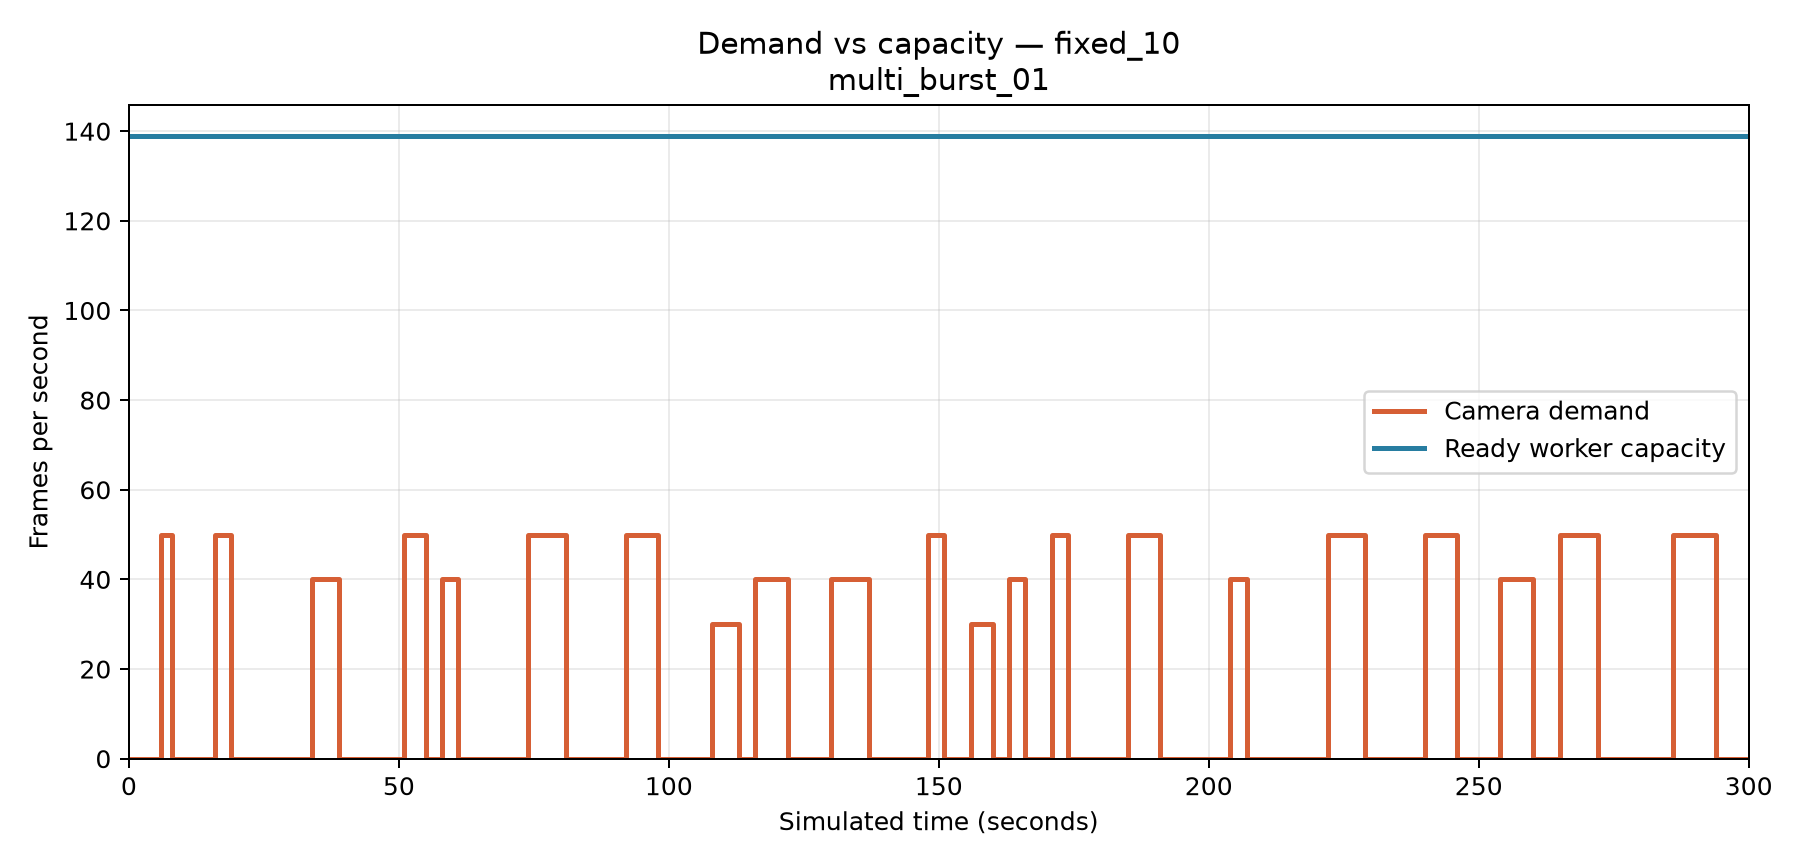 Demand vs capacity — fixed_10
multi_burst_01
Frames per second
140
120
100
80
60
40
20
0
Camera demand
Ready worker capacity
0 50 100 150 200 250 300
Simulated time (seconds)